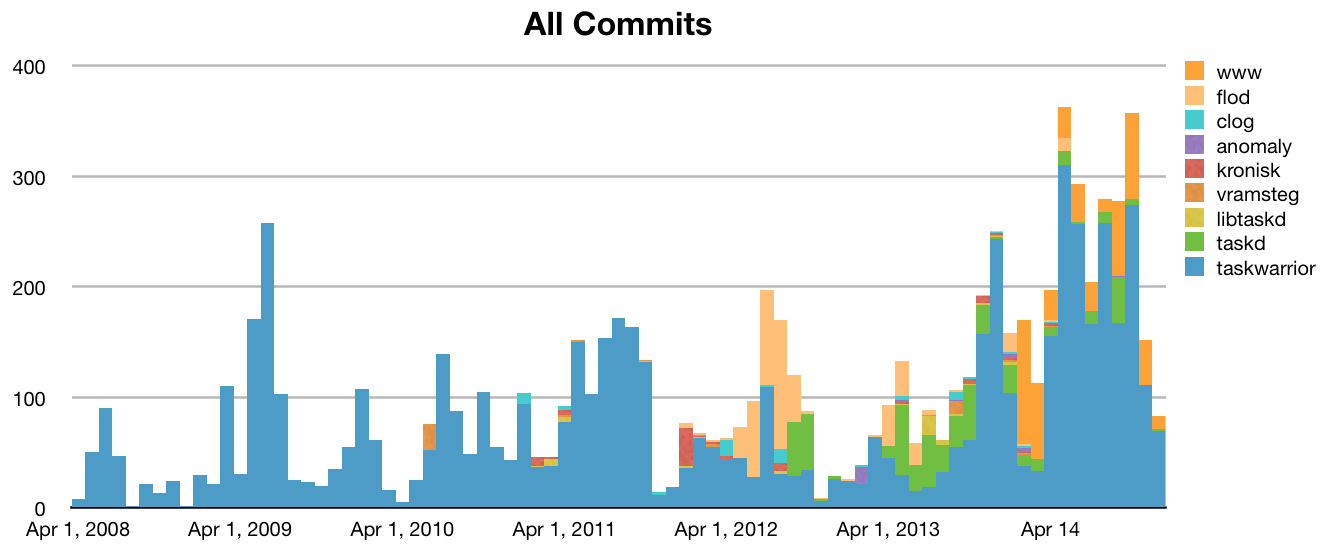 All Commits
400
300
200
100
0
Apr 1, 2008
Apr 1, 2009
Apr 1, 2010
Apr 1, 2011
Apr 1, 2012
Apr 1, 2013
Apr 14
www
flod
clog
anomaly
kronisk
vramsteg
libtaskd
taskd
taskwarrior